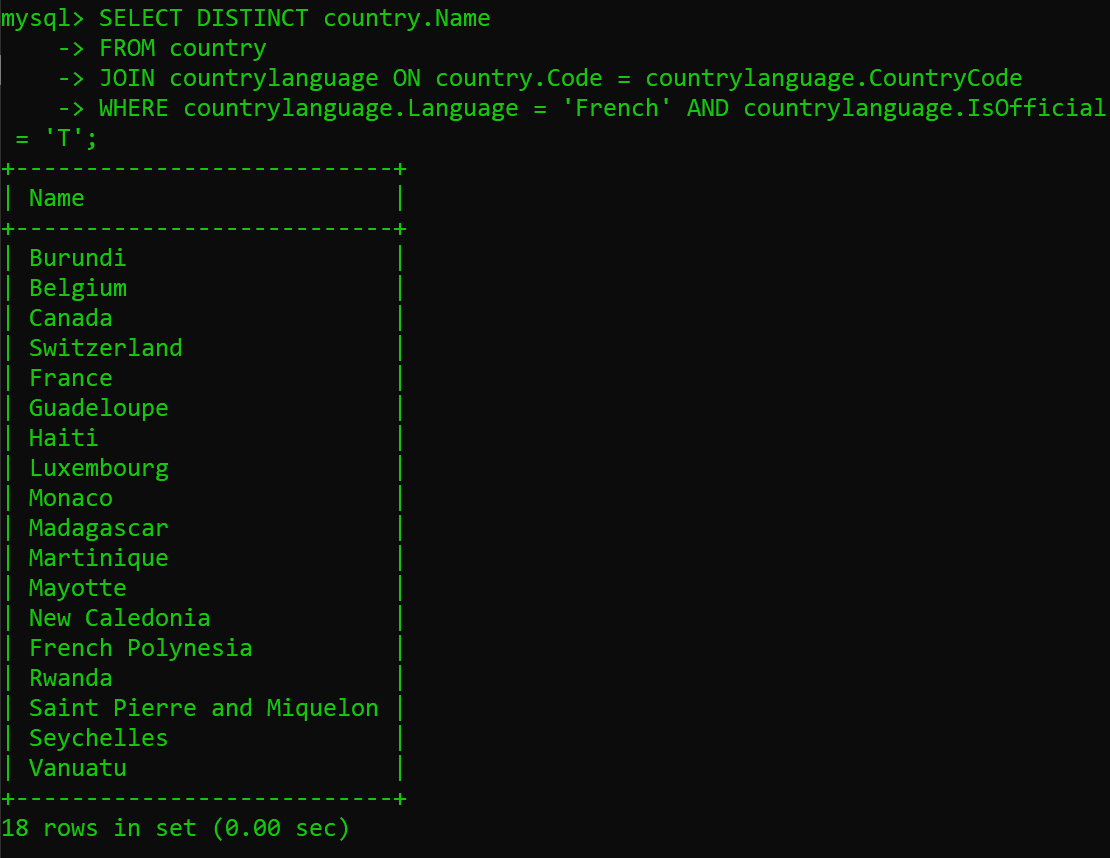 mysql> SELECT DISTINCT country.Name
    -> FROM country
    -> JOIN countrylanguage ON country.Code = countrylanguage.CountryCode
    -> WHERE countrylanguage.Language = 'French' AND countrylanguage.IsOfficial
 = 'T';
+---------------------------+
| Name                      |
+---------------------------+
| Burundi                   |
| Belgium                   |
| Canada                    |
| Switzerland               |
| France                    |
| Guadeloupe                |
| Haiti                     |
| Luxembourg                |
| Monaco                    |
| Madagascar                |
| Martinique                |
| Mayotte                   |
| New Caledonia             |
| French Polynesia          |
| Rwanda                    |
| Saint Pierre and Miquelon |
| Seychelles                |
| Vanuatu                   |
+---------------------------+
18 rows in set (0.00 sec)